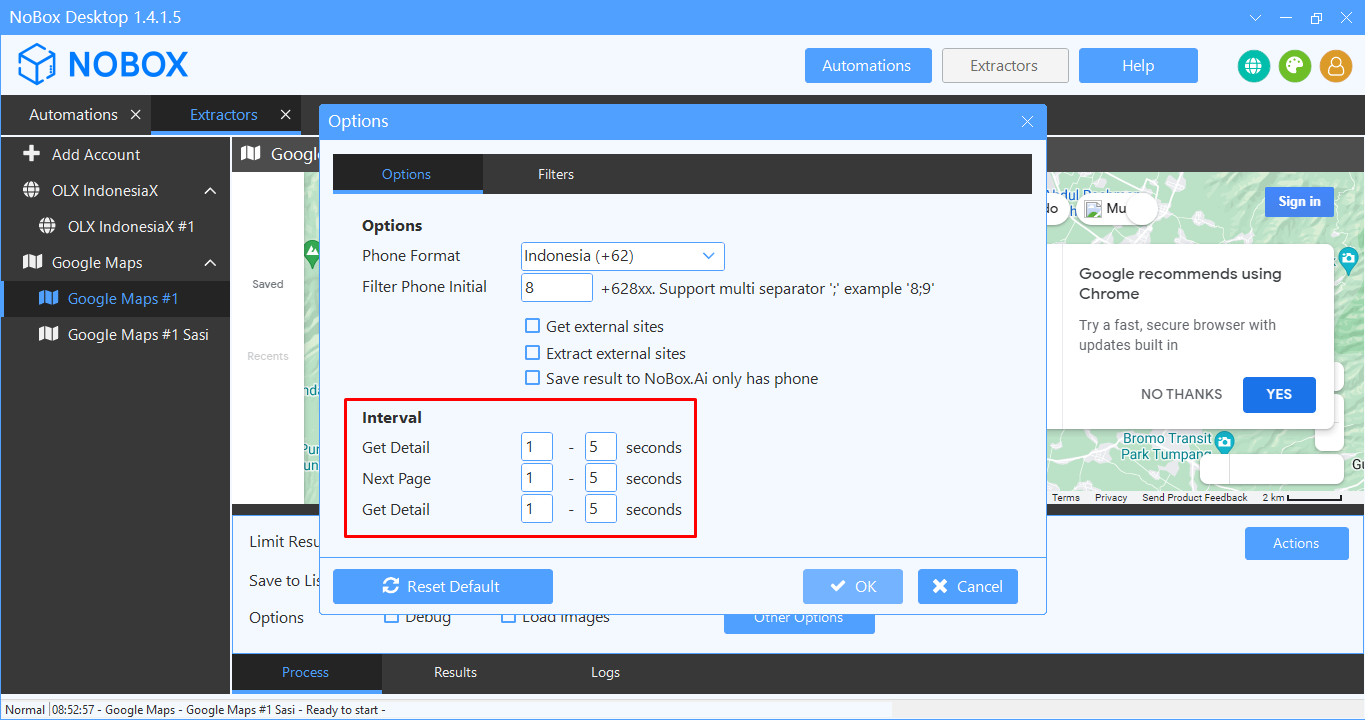 NoBox Desktop 1.4.1.5
NOBOX
Automations
Extractors
Help
Automations
Extractors
Add Account
OLX IndonesiaX
OLX IndonesiaX #1
Google Maps
Google Maps #1
Google Maps #1 Sasi
Saved
Recents
Options
Options
Filters
Options
Phone Format
Indonesia (+62)
Filter Phone Initial
8
+628xx. Support multi separator ';' example '8;9'
Get external sites
Extract external sites
Save result to NoBox.Ai only has phone
Interval
Get Detail 1 - 5 seconds
Next Page 1 - 5 seconds
Get Detail 1 - 5 seconds
Reset Default
OK
Cancel
Sign in
Google recommends using
Chrome
Try a fast, secure browser with
updates built in
NO THANKS
YES
Bromo Transit
Park Tumpang
Terms
Privacy
Send Product Feedback
2 km
Limit
Actions
Save to
Options
Debug
Load Images
Other Options
Process
Results
Logs
Normal
08:52:57 - Google Maps - Google Maps #1 Sasi - Ready to start -